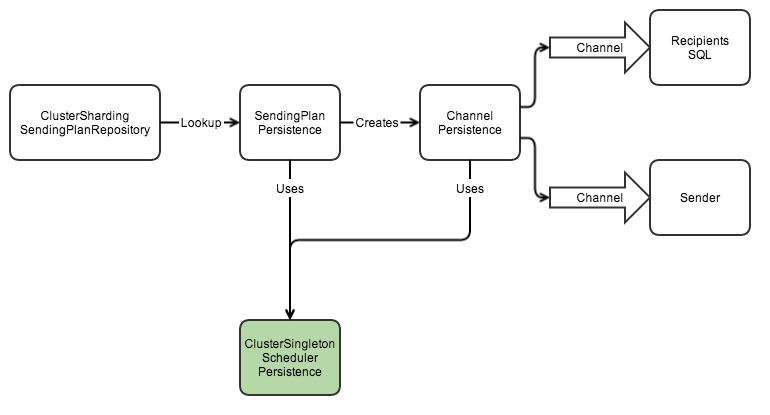 ClusterSharding
SendingPlanRepository
Lookup
SendingPlan
Persistence
Creates
Channel
Persistence
Channel
Recipients
SQL
Channel
Sender
Uses
Uses
ClusterSingleton
Scheduler
Persistence